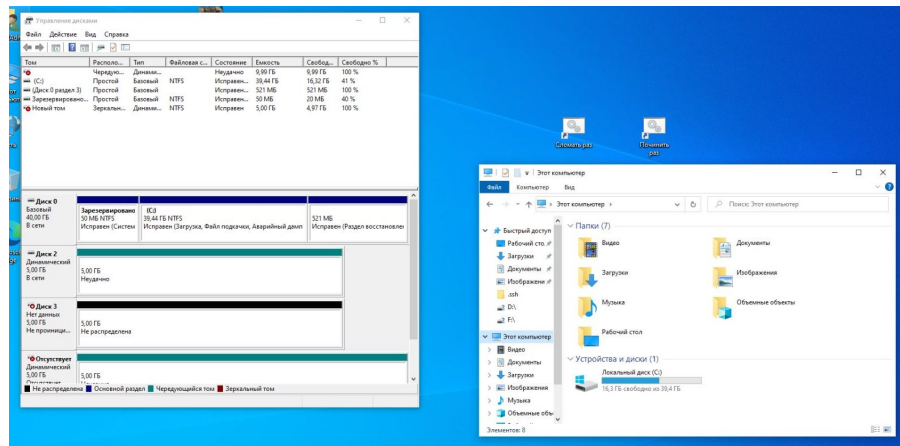 Управление дисками
Файл Действие Вид Справка
Том Располо... Тип Файловая с... Состояние Емкость Свобод... Свободно %
Чередую... Динами... Неудачно 9,99 ГБ 9,99 ГБ 100 %
(C:) Простой Базовый NTFS Исправен... 39,44 ГБ 16,32 ГБ 41 %
(Диск 0 раздел 3) Простой Базовый Исправен... 521 МБ 521 МБ 100 %
Зарезервировано... Простой Базовый NTFS Исправен... 50 МБ 20 МБ 40 %
Новый том Зеркальн... Динами... NTFS Исправен 5,00 ГБ 4,97 ГБ 100 %
Диск 0
Базовый
40,00 ГБ
В сети
Зарезервировано
50 МБ NTFS
Исправен (Систем
(C:)
39,44 ГБ NTFS
Исправен (Загрузка, Файл подкачки, Аварийный дамп
521 МБ
Исправен (Раздел восстановлен
Диск 2
Динамический
5,00 ГБ
В сети
5,00 ГБ
Неудачно
Диск 3
Нет данных
5,00 ГБ
Не проиници...
5,00 ГБ
Не распределена
Отсутствует
Динамический
5,00 ГБ
5,00 ГБ
Не распределена Основной раздел Чередующийся том Зеркальный том
Сломать раз
Починить
раз
Этот компьютер
Файл Компьютер Вид
Этот компьютер
Поиск: Этот компьютер
Быстрый доступ
Рабочий сто.
Загрузки
Документы
Изображени
.ssh
D:\
F:\
Этот компьютер
Видео
Документы
Загрузки
Изображения
Музыка
Объемные объ
Папки (7)
Видео
Документы
Загрузки
Изображения
Музыка
Объемные объекты
Рабочий стол
Устройства и диски (1)
Локальный диск (C:)
16,3 ГБ свободно из 39,4 ГБ
Элементов: 8